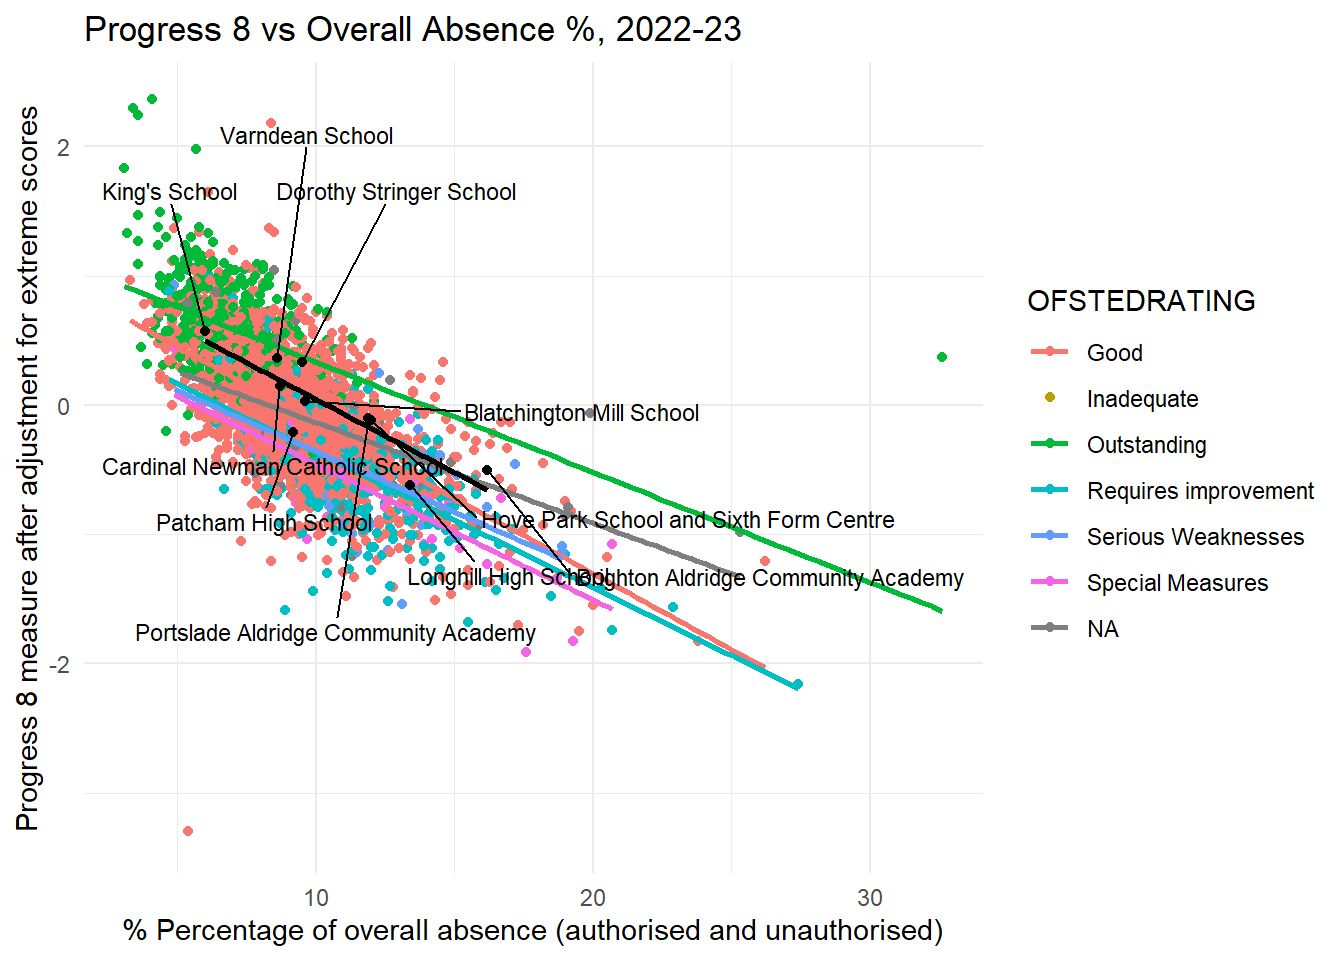 Progress 8 vs Overall Absence %, 2022-23
Progress 8 measure after adjustment for extreme scores
2
0
-2
Varndean School
King's School
Dorothy Stringer School
Blatchington Mill School
Cardinal Newman Catholic School
Patcham High School
Hove Park School and Sixth Form Centre
Longhill High School
Brighton Aldridge Community Academy
Portslade Aldridge Community Academy
10
20
30
% Percentage of overall absence (authorised and unauthorised)
OFSTEDRATING
Good
Inadequate
Outstanding
Requires improvement
Serious Weaknesses
Special Measures
NA